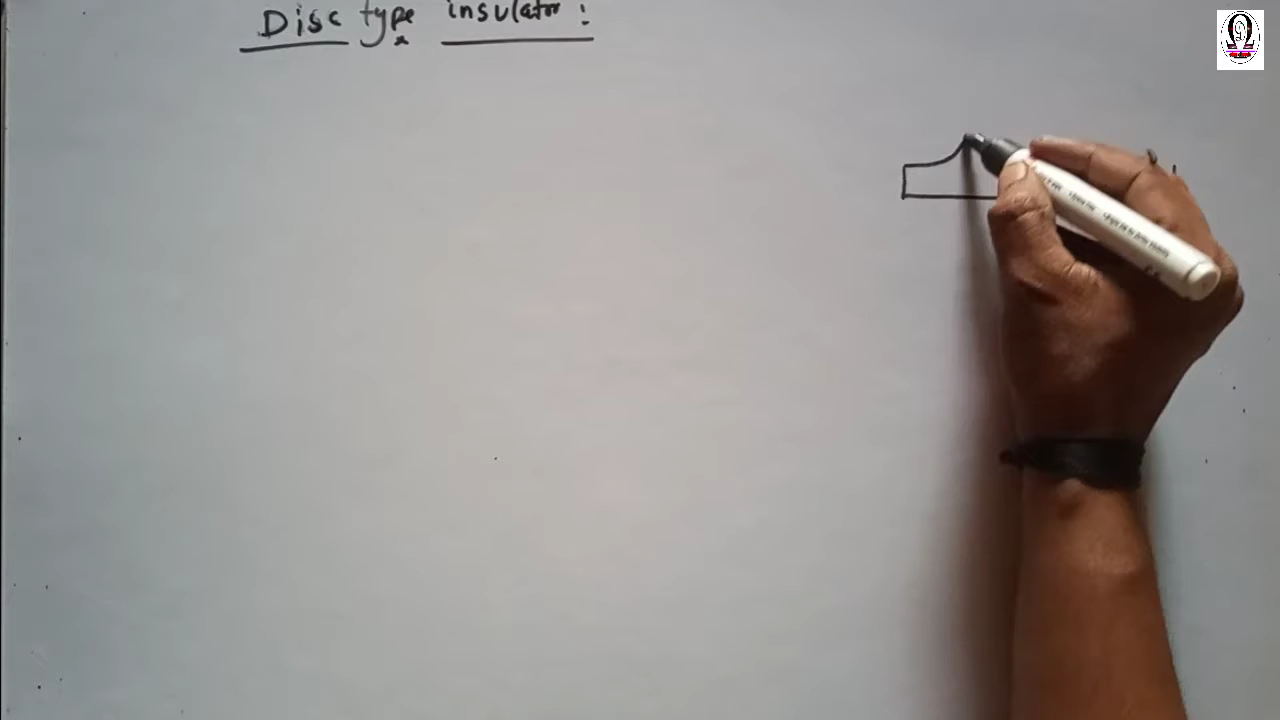 Disc type insulator :
Ω